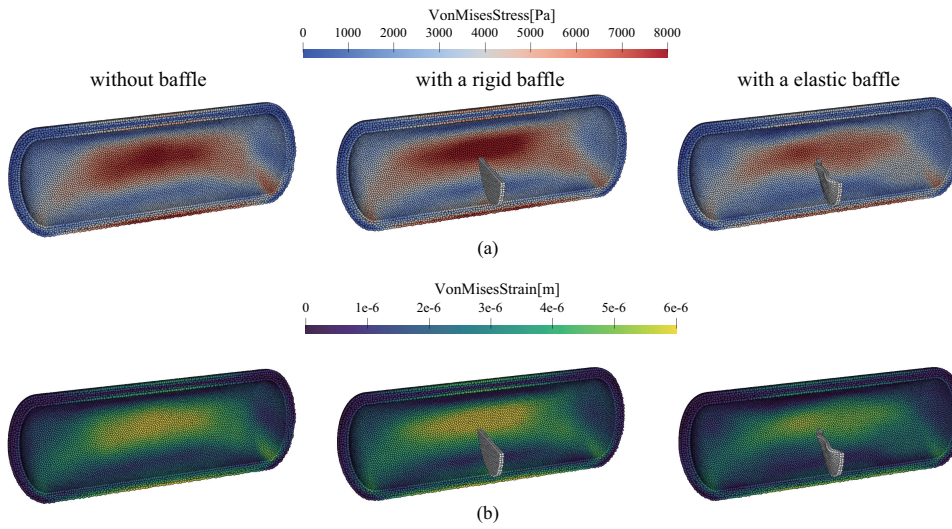 VonMisesStress[Pa]
0 1000 2000 3000 4000 5000 6000 7000 8000
without baffle with a rigid baffle with a elastic baffle
(a)
VonMisesStrain[m]
0 1e-6 2e-6 3e-6 4e-6 5e-6 6e-6
(b)